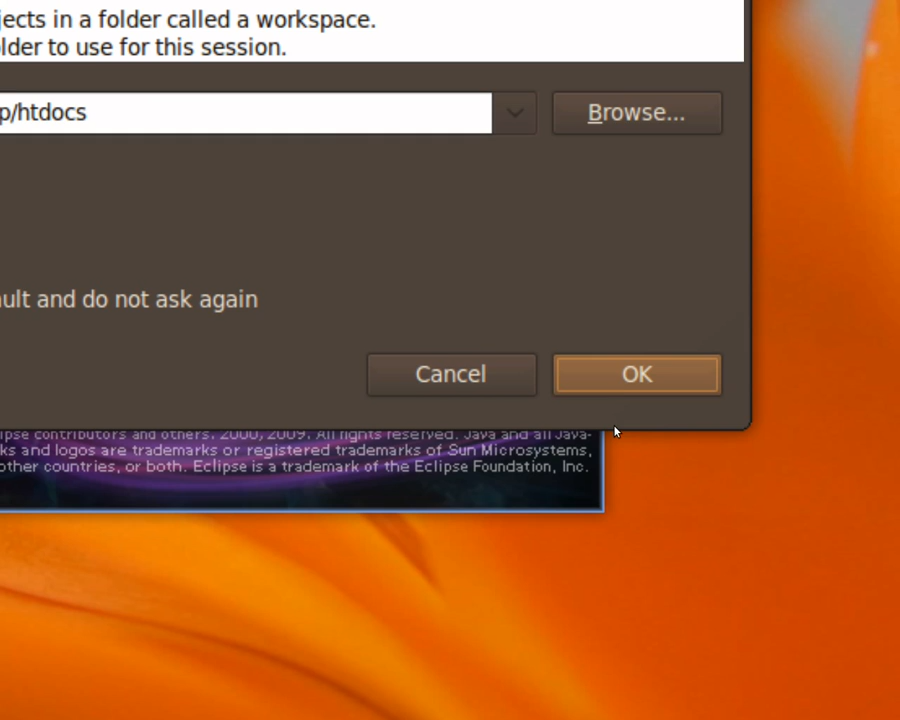 jects in a folder called a workspace.
lder to use for this session.
p/htdocs
Browse...
ult and do not ask again
Cancel
OK
ipse contributors and others, 2000, 2009. All rights reserved. Java and all Java-
ks and logos are trademarks or registered trademarks of Sun Microsystems,
other countries, or both. Eclipse is a trademark of the Eclipse Foundation, Inc.